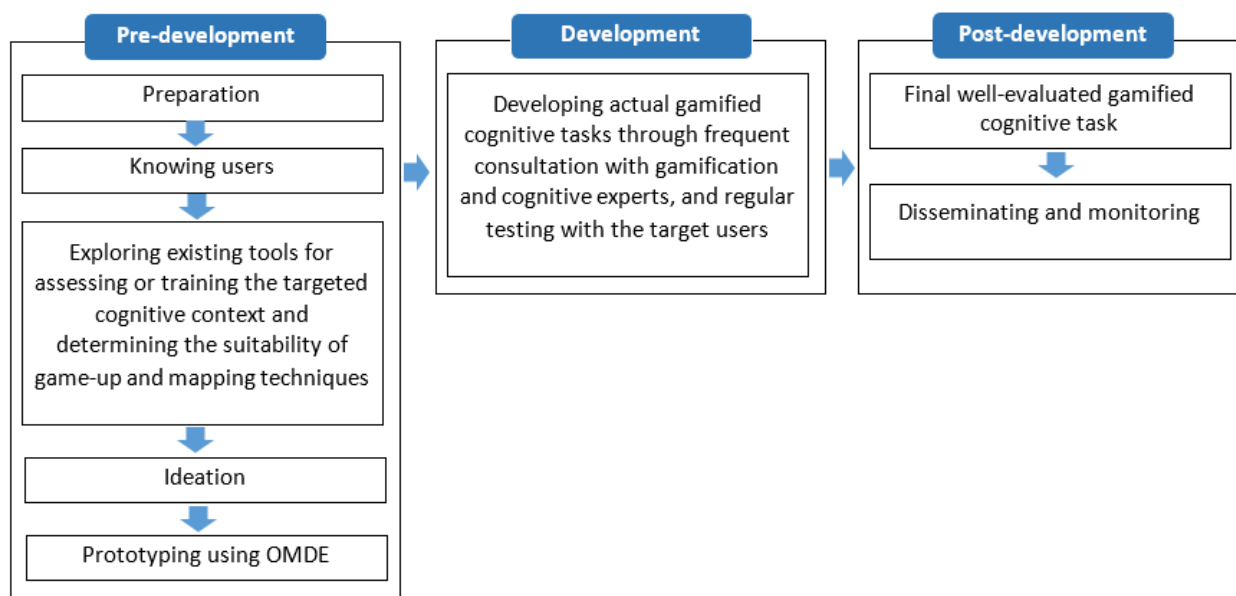 Pre-development
Preparation
Knowing users
Exploring existing tools for
assessing or training the targeted
cognitive context and
determining the suitability of
game-up and mapping techniques
Ideation
Prototyping using OMDE
Development
Developing actual gamified
cognitive tasks through frequent
consultation with gamification
and cognitive experts, and regular
testing with the target users
Post-development
Final well-evaluated gamified
cognitive task
Disseminating and monitoring